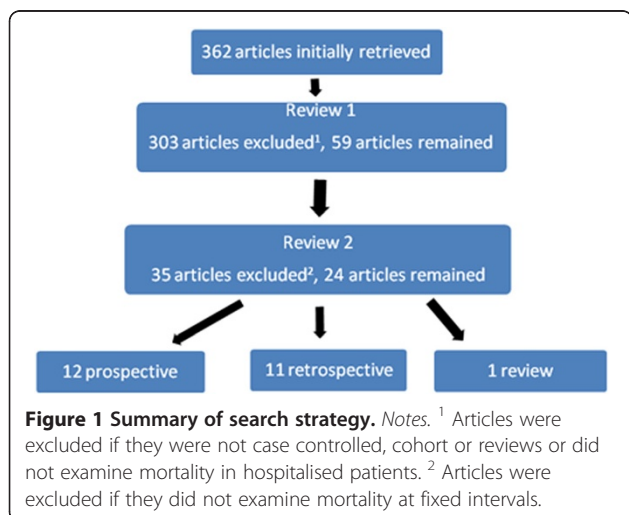 362 articles initially retrieved
Review 1
303 articles excluded¹, 59 articles remained
Review 2
35 articles excluded², 24 articles remained
12 prospective
11 retrospective
1 review
Figure 1 Summary of search strategy. Notes. ¹ Articles were
excluded if they were not case controlled, cohort or reviews or did
not examine mortality in hospitalised patients. ² Articles were
excluded if they did not examine mortality at fixed intervals.